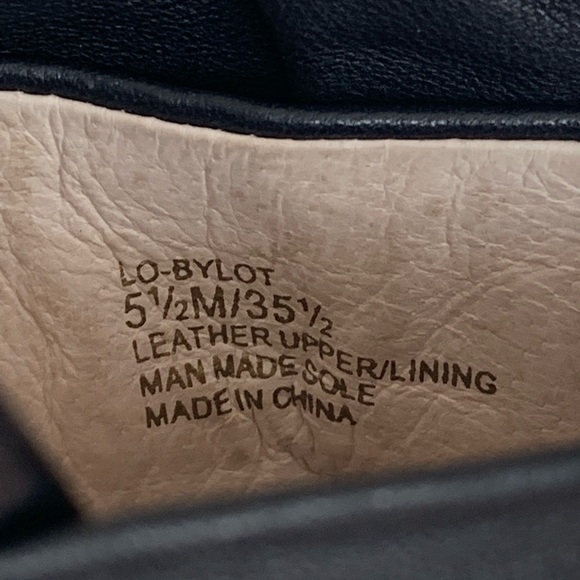 LO-BYLOT
5½M/35½
LEATHER UPPER/LINING
MAN MADE SOLE
MADE IN CHINA